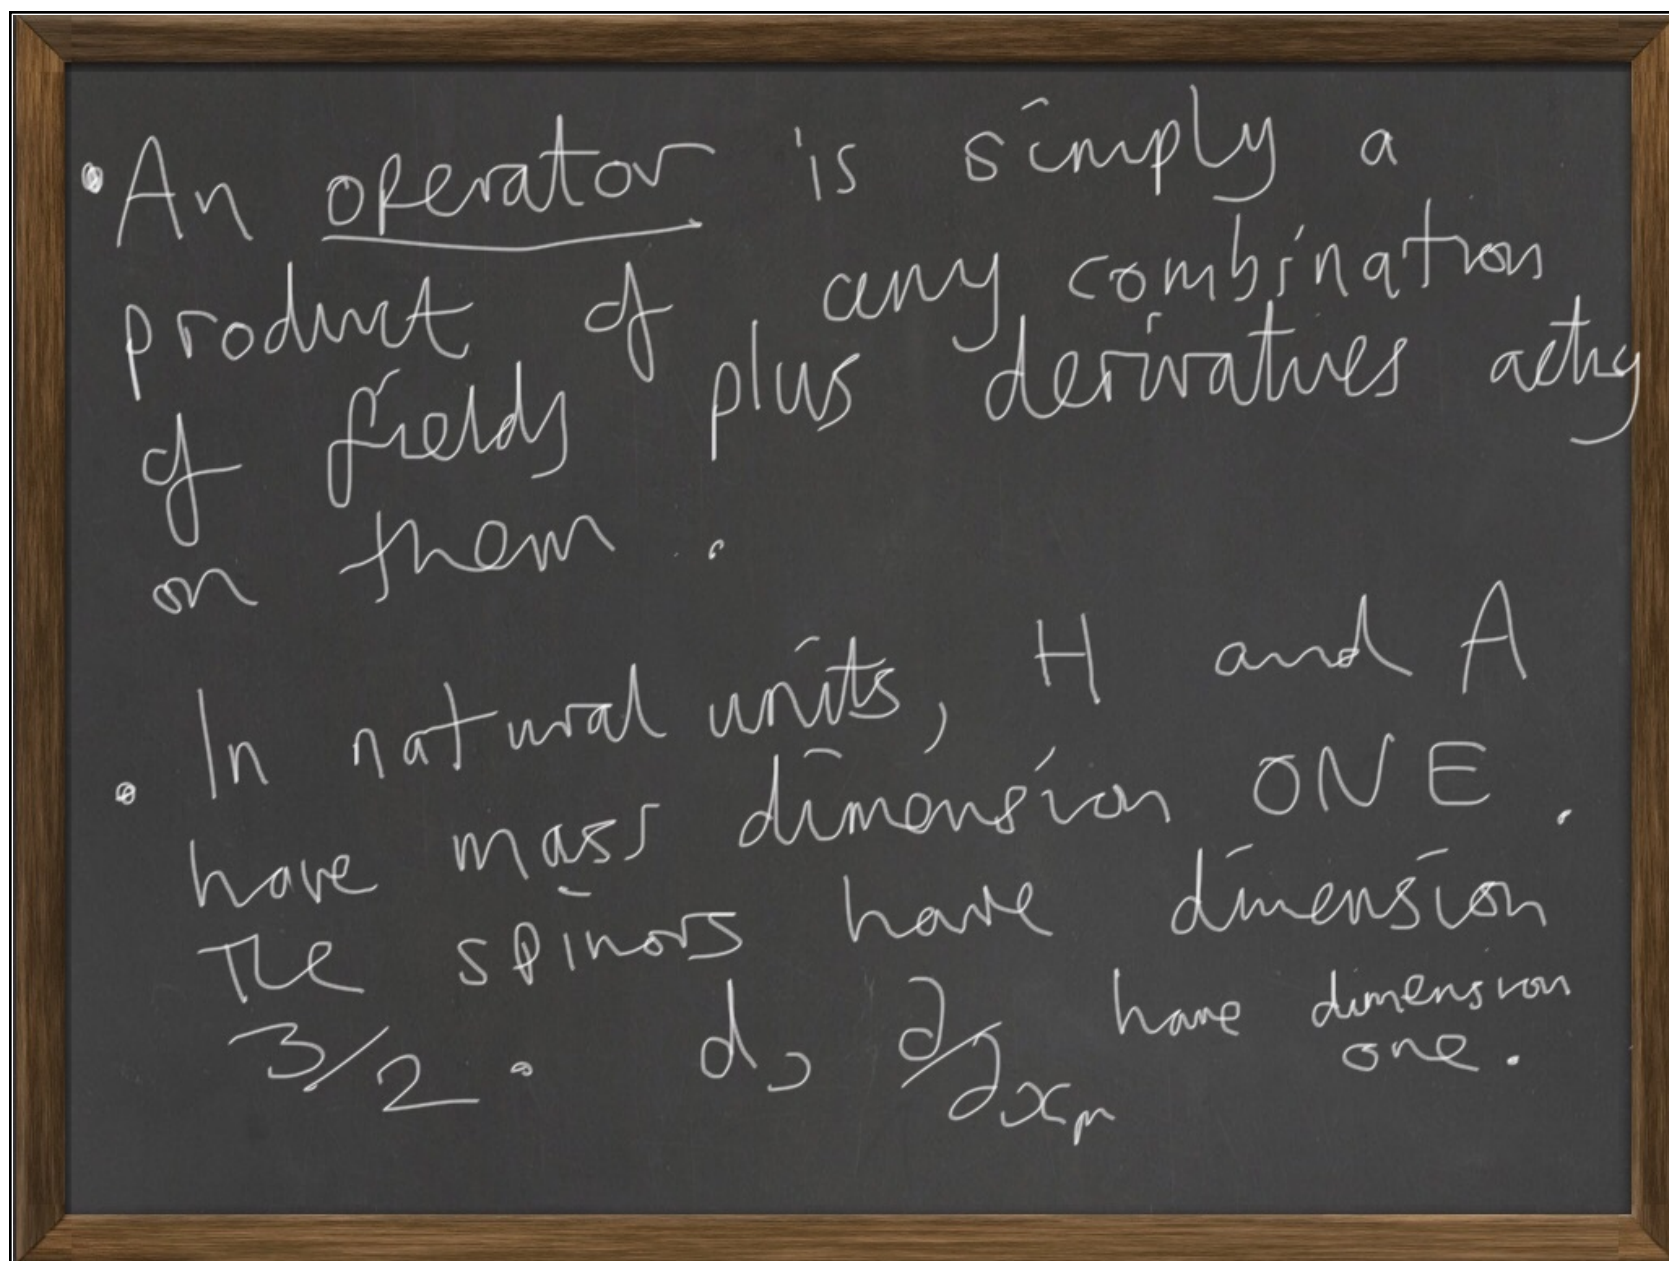 • An operator is simply a
product of any combination
of fields plus derivatives acting
on them.
• In natural units, H and A
have mass dimension ONE.
The spinors have dimension
3/2. d, ∂/∂xμ have dimension
one.